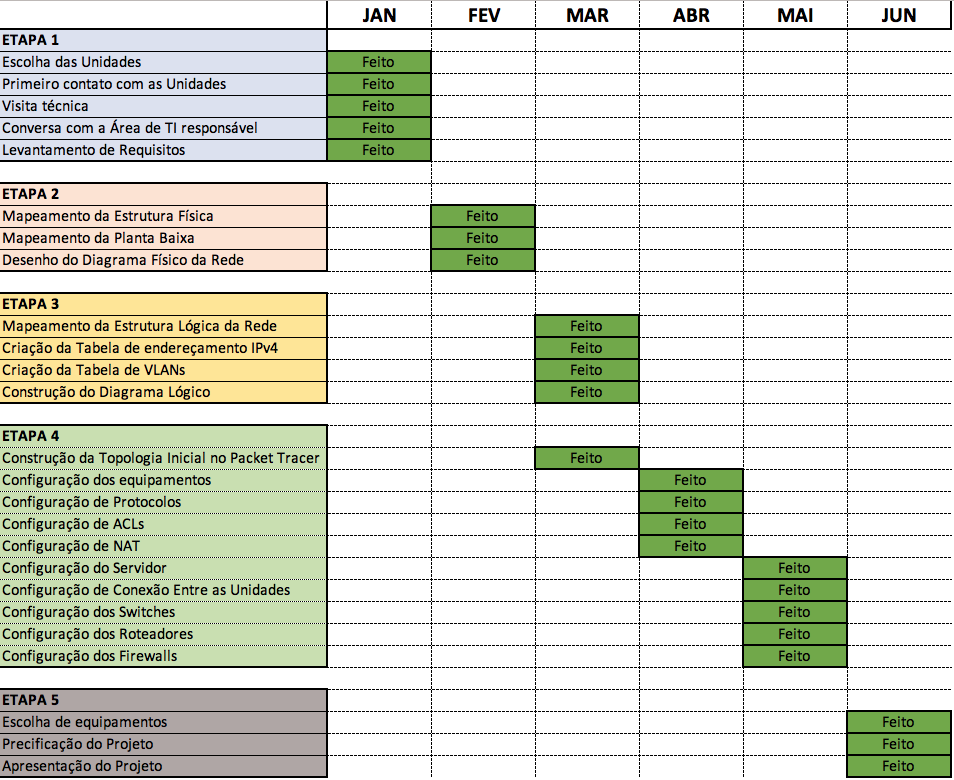 JAN FEV MAR ABR MAI JUN
ETAPA 1
Escolha das Unidades Feito
Primeiro contato com as Unidades Feito
Visita técnica Feito
Conversa com a Área de TI responsável Feito
Levantamento de Requisitos Feito
ETAPA 2
Mapeamento da Estrutura Física Feito
Mapeamento da Planta Baixa Feito
Desenho do Diagrama Físico da Rede Feito
ETAPA 3
Mapeamento da Estrutura Lógica da Rede Feito
Criação da Tabela de endereçamento IPv4 Feito
Criação da Tabela de VLANs Feito
Construção do Diagrama Lógico Feito
ETAPA 4
Construção da Topologia Inicial no Packet Tracer Feito
Configuração dos equipamentos Feito
Configuração de Protocolos Feito
Configuração de ACLs Feito
Configuração de NAT Feito
Configuração do Servidor Feito
Configuração de Conexão Entre as Unidades Feito
Configuração dos Switches Feito
Configuração dos Roteadores Feito
Configuração dos Firewalls Feito
ETAPA 5
Escolha de equipamentos Feito
Precificação do Projeto Feito
Apresentação do Projeto Feito